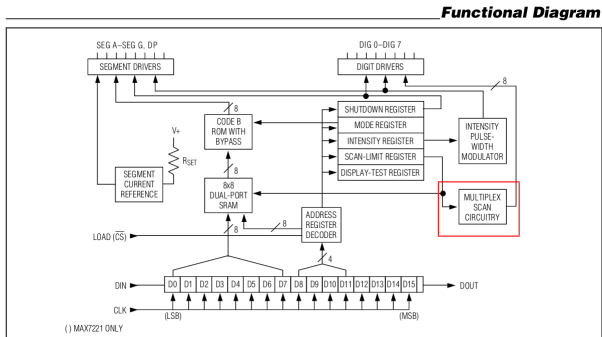 Functional Diagram
SEG A–SEG G, DP
DIG 0–DIG 7
SEGMENT DRIVERS
DIGIT DRIVERS
8
8
CODE B
ROM WITH
BYPASS
SHUTDOWN REGISTER
MODE REGISTER
INTENSITY REGISTER
SCAN-LIMIT REGISTER
DISPLAY-TEST REGISTER
INTENSITY
PULSE-
WIDTH
MODULATOR
V+
RSET
SEGMENT
CURRENT
REFERENCE
8
8x8
DUAL-PORT
SRAM
MULTIPLEX
SCAN
CIRCUITRY
8
8
ADDRESS
REGISTER
DECODER
LOAD (CS)
4
DIN
D0 D1 D2 D3 D4 D5 D6 D7 D8 D9 D10 D11 D12 D13 D14 D15
DOUT
CLK
(LSB)
(MSB)
( ) MAX7221 ONLY